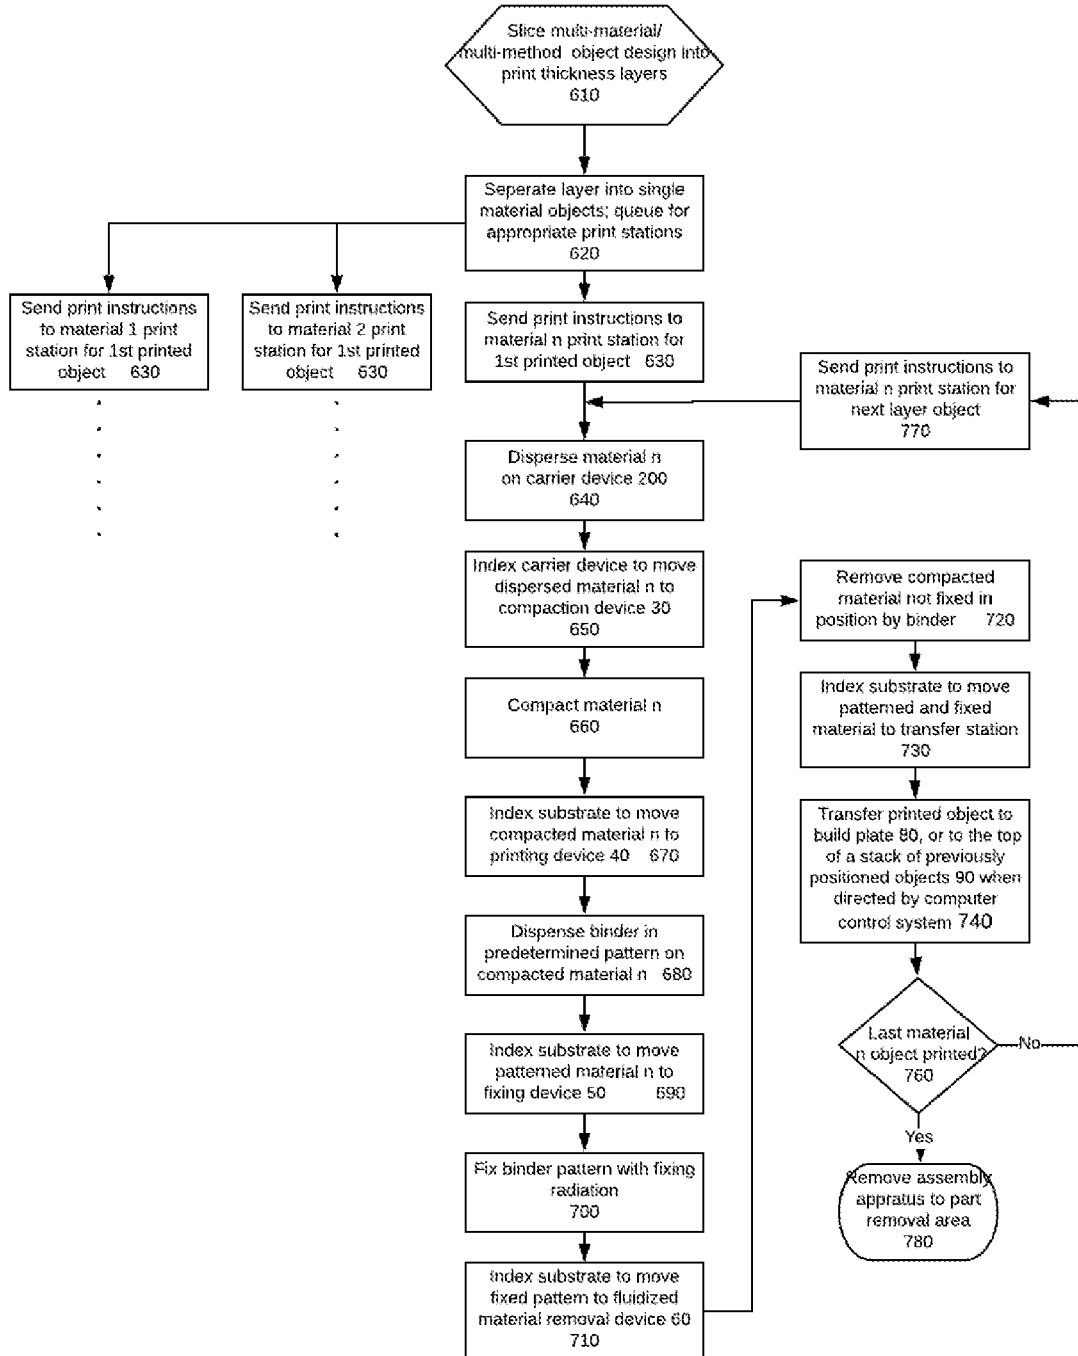 Slice multi-material/
multi-method object design into
print thickness layers
610
Seperate layer into single
material objects; queue for
appropriate print stations
620
Send print instructions
to material 1 print
station for 1st printed
object 630
Send print instructions
to material 2 print
station for 1st printed
object 630
Send print instructions to
material n print station for
1st printed object 630
Send print instructions to
material n print station for
next layer object
770
Disperse material n
on carrier device 200
640
Index carrier device to move
dispersed material n to
compaction device 30
650
Compact material n
660
Index substrate to move
compacted material n to
printing device 40 670
Dispense binder in
predetermined pattern on
compacted material n 680
Index substrate to move
patterned material n to
fixing device 50 690
Fix binder pattern with fixing
radiation
700
Index substrate to move
fixed pattern to fluidized
material removal device 60
710
Remove compacted
material not fixed in
position by binder 720
Index substrate to move
patterned and fixed
material to transfer station
730
Transfer printed object to
build plate 80, or to the top
of a stack of previously
positioned objects 90 when
directed by computer
control system 740
Last material
n object printed?
760
No
Yes
Remove assembly
appratus to part
removal area
780